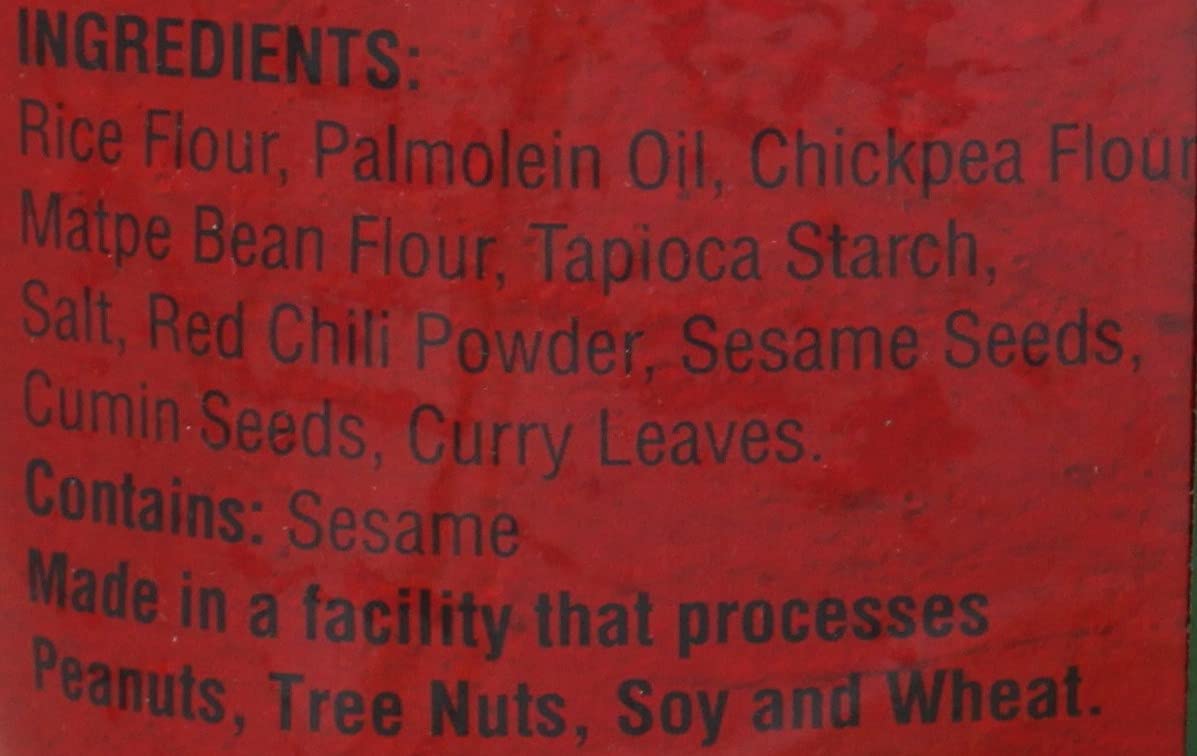 INGREDIENTS:
Rice Flour, Palmolein Oil, Chickpea Flour
Matpe Bean Flour, Tapioca Starch,
Salt, Red Chili Powder, Sesame Seeds,
Cumin Seeds, Curry Leaves.
Contains: Sesame
Made in a facility that processes
Peanuts, Tree Nuts, Soy and Wheat.